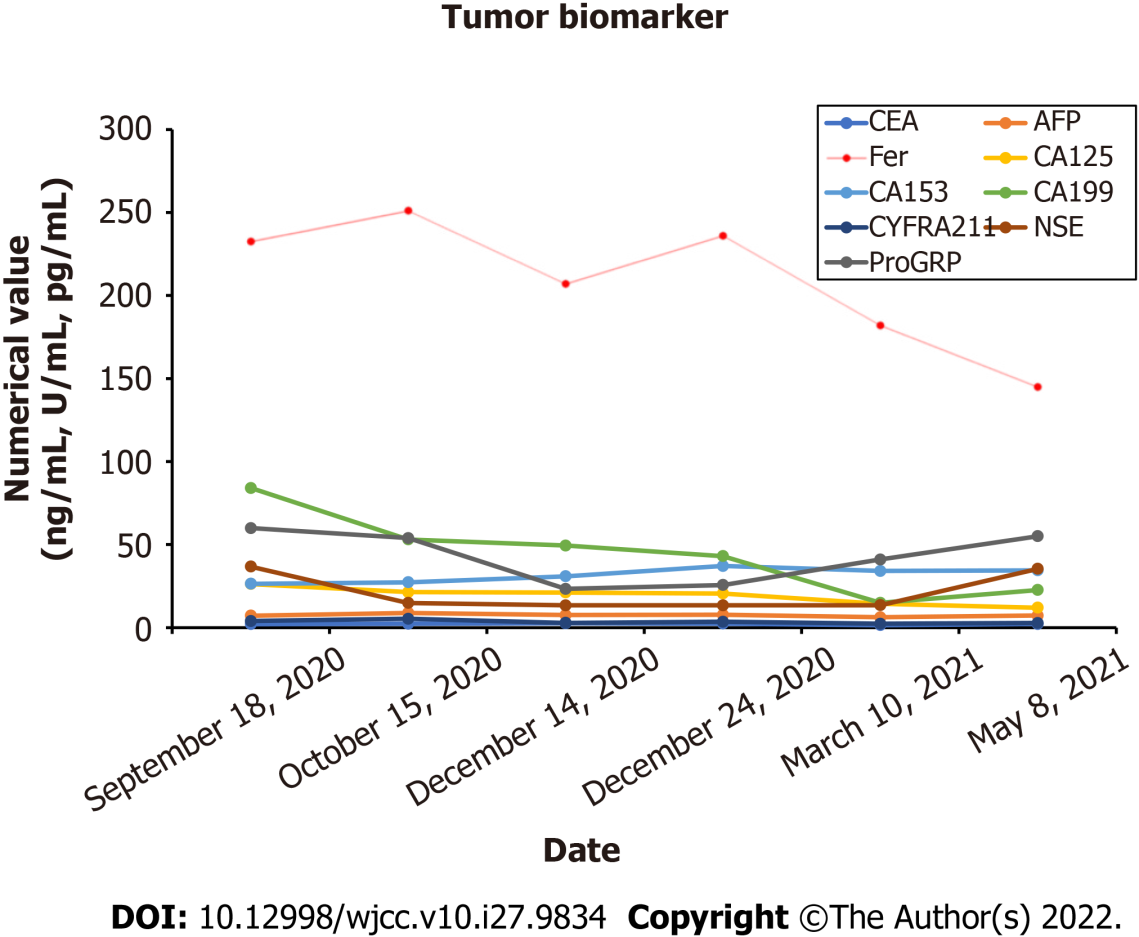 Tumor biomarker
CEA AFP
Fer CA125
CA153 CA199
CYFRA211 NSE
ProGRP
Numerical value
(ng/mL, U/mL, pg/mL)
300
250
200
150
100
50
0
September 18, 2020
October 15, 2020
December 14, 2020
December 24, 2020
March 10, 2021
May 8, 2021
Date
DOI: 10.12998/wjcc.v10.i27.9834 Copyright ©The Author(s) 2022.